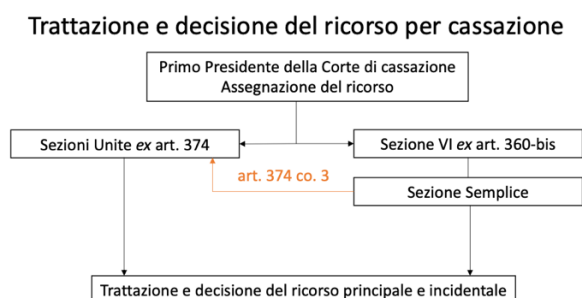 Trattazione e decisione del ricorso per cassazione
Primo Presidente della Corte di cassazione
Assegnazione del ricorso
Sezioni Unite ex art. 374
Sezione VI ex art. 360-bis
art. 374 co. 3
Sezione Semplice
Trattazione e decisione del ricorso principale e incidentale